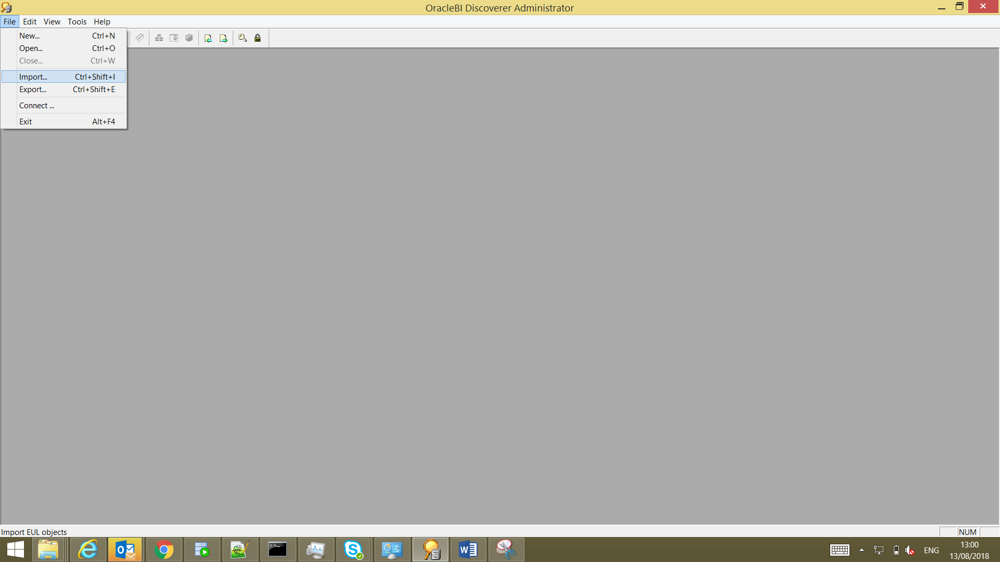 OracleBI Discoverer Administrator
File Edit View Tools Help
New... Ctrl+N
Open... Ctrl+O
Close... Ctrl+W
Import... Ctrl+Shift+I
Export... Ctrl+Shift+E
Connect ...
Exit Alt+F4
Import EUL objects
NUM
ENG
13:00
13/08/2018